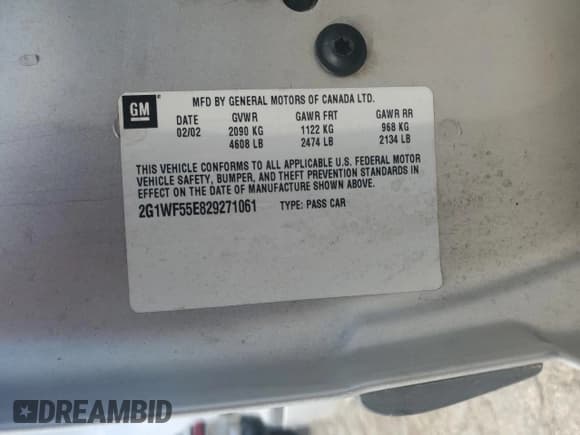 GM
MFD BY GENERAL MOTORS OF CANADA LTD.
DATE GVWR GAWR FRT GAWR RR
02/02 2090 KG 1122 KG 968 KG
4608 LB 2474 LB 2134 LB
THIS VEHICLE CONFORMS TO ALL APPLICABLE U.S. FEDERAL MOTOR
VEHICLE SAFETY, BUMPER, AND THEFT PREVENTION STANDARDS IN
EFFECT ON THE DATE OF MANUFACTURE SHOWN ABOVE.
2G1WF55E829271061 TYPE: PASS CAR
DREAMBID